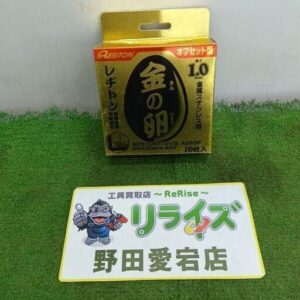 RESITON
オフセット型
金の卵
1.0
金属・ステンレス用
レヂトン
10枚入
工具買取店 ~ ReRise ~
リライズ
野田愛宕店